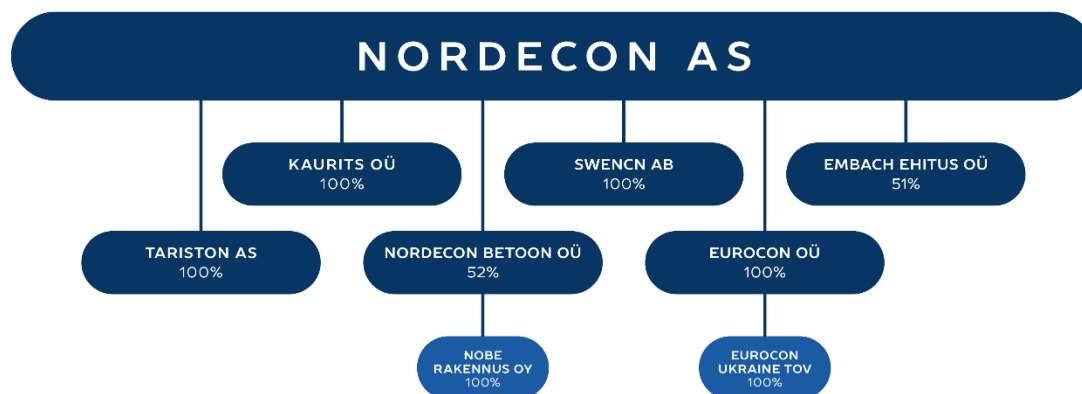 NORDECON AS
KAURITS OÜ
100%
SWENCN AB
100%
EMBACH EHITUS OÜ
51%
TARISTON AS
100%
NORDECON BETOON OÜ
52%
EUROCON OÜ
100%
NOBE
RAKENNUS OY
100%
EUROCON
UKRAINE TOV
100%